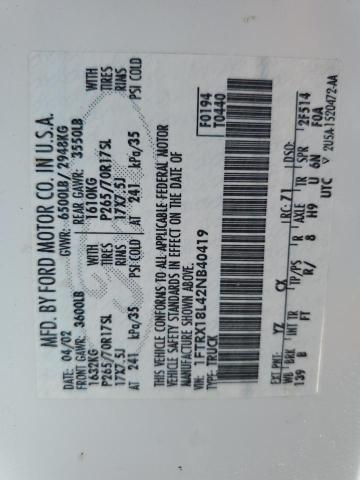 MFD. BY FORD MOTOR CO. IN U.S.A.
DATE: 04/02 GVWR: 6500LB/ 2948KG
FRONT GAWR: 3600LB REAR GAWR: 3550LB
1632KG WITH 1610KG WITH
P265/70R17SL TIRES P265/70R17SL TIRES
17X7.5J RIMS 17X7.5J RIMS
AT 241 kPa/35 PSI COLD AT 241 kPa/35 PSI COLD
THIS VEHICLE CONFORMS TO ALL APPLICABLE FEDERAL MOTOR
VEHICLE SAFETY STANDARDS IN EFFECT ON THE DATE OF
MANUFACTURE SHOWN ABOVE.
VIN: 1FTRX18L42NB40419
TYPE: TRUCK
F0194
T0440
EXT PNT: YZ CX RC: 71 DSO:
WB BRK INT TR TP/PS R AXLE TR SPR 2F514
139 B FT R/ 8 H9 U 6N F0A
UTC 2U5A-1520472-AA